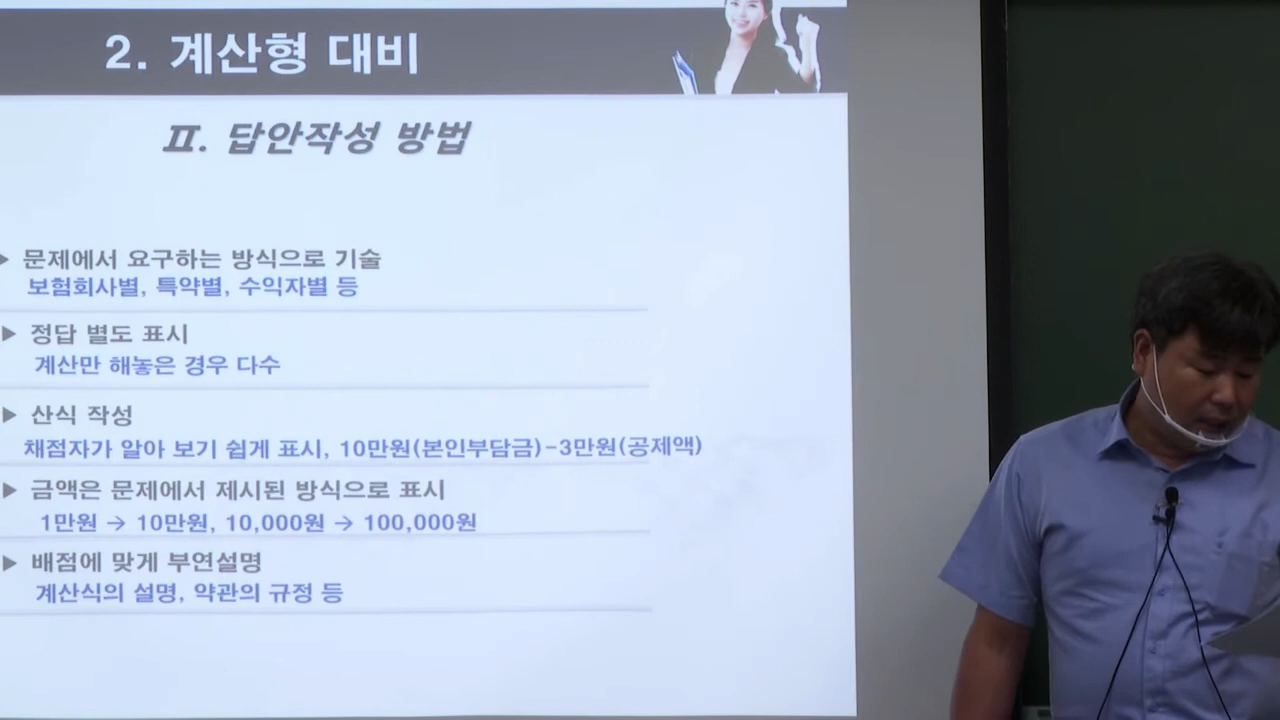 2. 계산형 대비
Ⅱ. 답안작성 방법
▶ 문제에서 요구하는 방식으로 기술
보험회사별, 특약별, 수익자별 등
▶ 정답 별도 표시
계산만 해놓은 경우 다수
▶ 산식 작성
채점자가 알아 보기 쉽게 표시, 10만원(본인부담금)-3만원(공제액)
▶ 금액은 문제에서 제시된 방식으로 표시
1만원 → 10만원, 10,000원 → 100,000원
▶ 배점에 맞게 부연설명
계산식의 설명, 약관의 규정 등